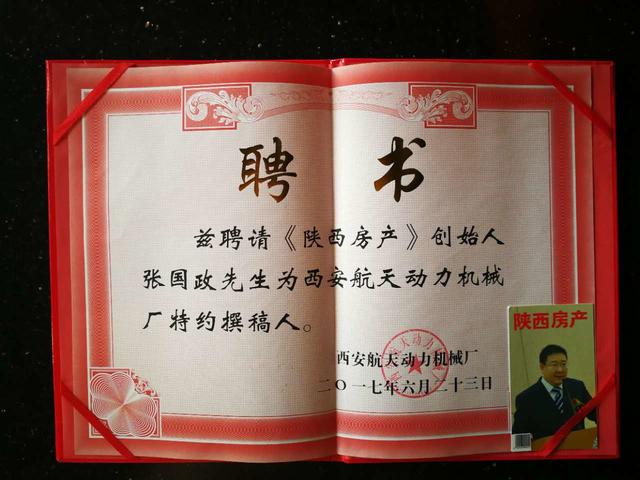 聘书
兹聘请《陕西房产》创始人
张国政先生为西安航天动力机械
厂特约撰稿人。
西安航天动力机械厂
二〇一七年六月二十三日
陕西房产